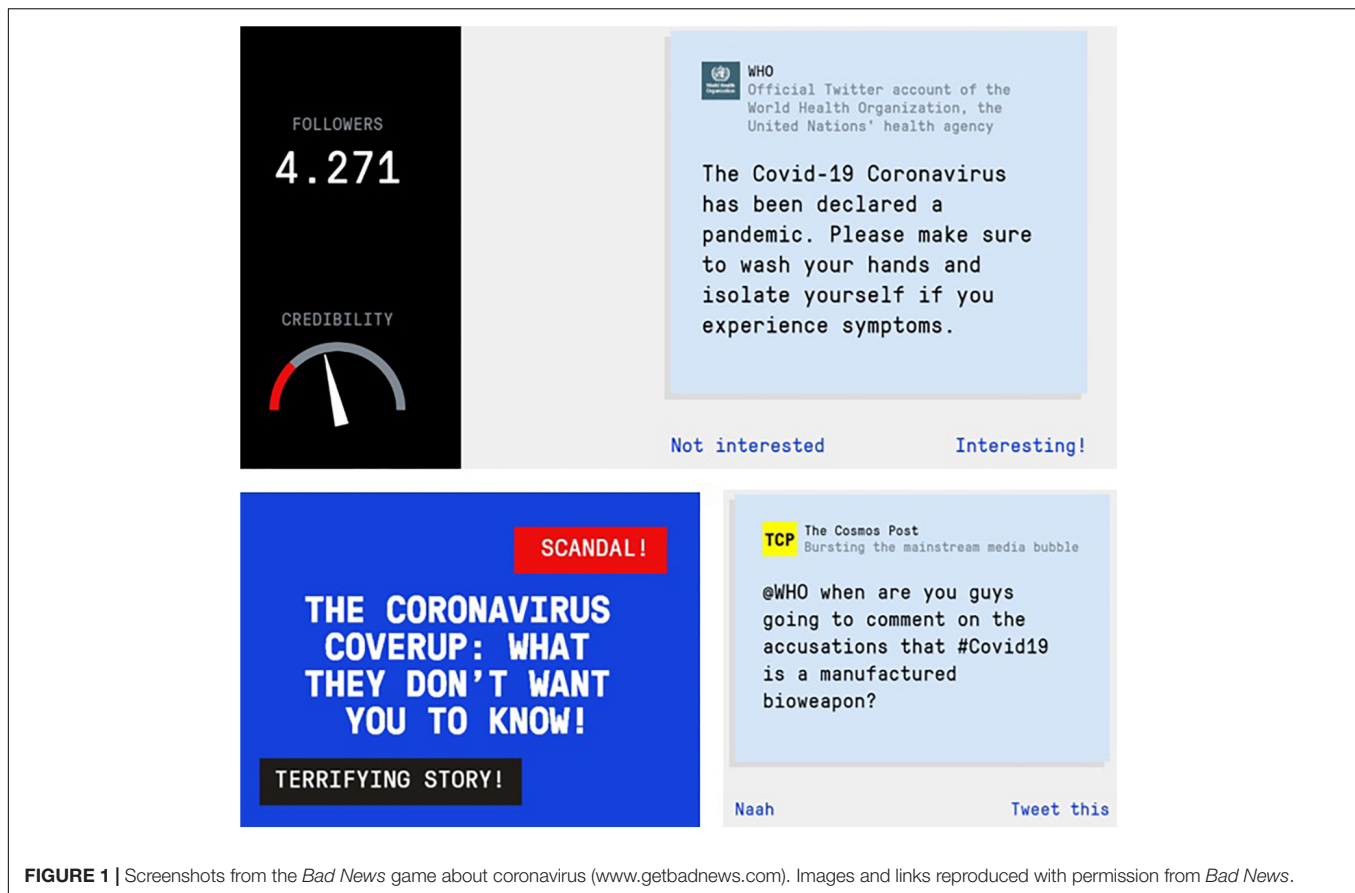 FOLLOWERS
4.271
CREDIBILITY
WHO
Official Twitter account of the
World Health Organization, the
United Nations' health agency
World Health
Organization
The Covid-19 Coronavirus
has been declared a
pandemic. Please make sure
to wash your hands and
isolate yourself if you
experience symptoms.
Not interested
Interesting!
SCANDAL!
THE CORONAVIRUS
COVERUP: WHAT
THEY DON'T WANT
YOU TO KNOW!
TERRIFYING STORY!
TCP
The Cosmos Post
Bursting the mainstream media bubble
@WHO when are you guys
going to comment on the
accusations that #Covid19
is a manufactured
bioweapon?
Naah
Tweet this
FIGURE 1 | Screenshots from the Bad News game about coronavirus (www.getbadnews.com). Images and links reproduced with permission from Bad News.